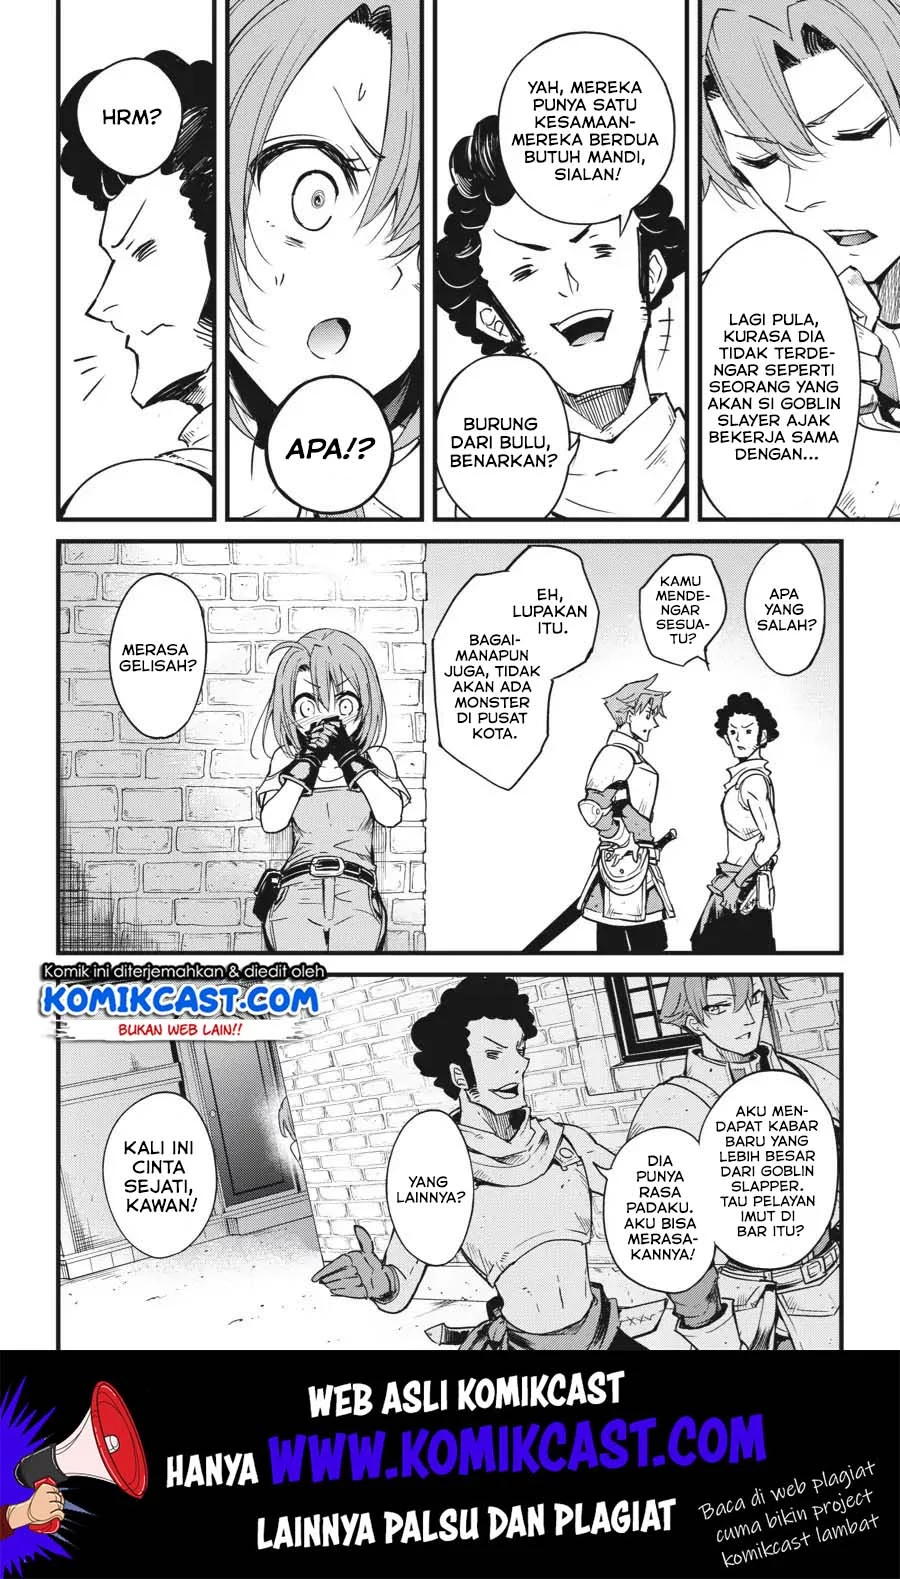 LAGI PULA,
KURASA DIA
TIDAK TERDE-
NGAR SEPERTI
SEORANG YANG
AKAN SI GOBLIN
SLAYER AJAK
BEKERJA SAMA
DENGAN...
YAH, MEREKA
PUNYA SATU
KESAMAAN-
MEREKA BERDUA
BUTUH MANDI,
SIALAN!
BURUNG
DARI BULU,
BENARKAN?
APA!?
HRM?
APA
YANG
SALAH?
KAMU
MENDE-
NGAR
SESUA-
TU?
EH,
LUPAKAN
ITU.
BAGAI-
MANAPUN
JUGA, TIDAK
AKAN ADA
MONSTER
DI PUSAT
KOTA.
MERASA
GELISAH?
Komik ini diterjemahkan & diedit oleh
KOMIKCAST.COM
BUKAN WEB LAIN!!
AKU MEN-
DAPAT KABAR
BARU YANG
LEBIH BESAR
DARI GOBLIN
SLAPPER.
TAU PELAYAN
IMUT DI
BAR ITU?
DIA
PUNYA
RASA
PADAKU.
AKU BISA
MERASA-
KANNYA!
YANG
LAINNYA?
KALI INI
CINTA
SEJATI,
KAWAN!
WEB ASLI KOMIKCAST
HANYA WWW.KOMIKCAST.COM
LAINNYA PALSU DAN PLAGIAT
Baca di web plagiat
cuma bikin project
komikcast lambat